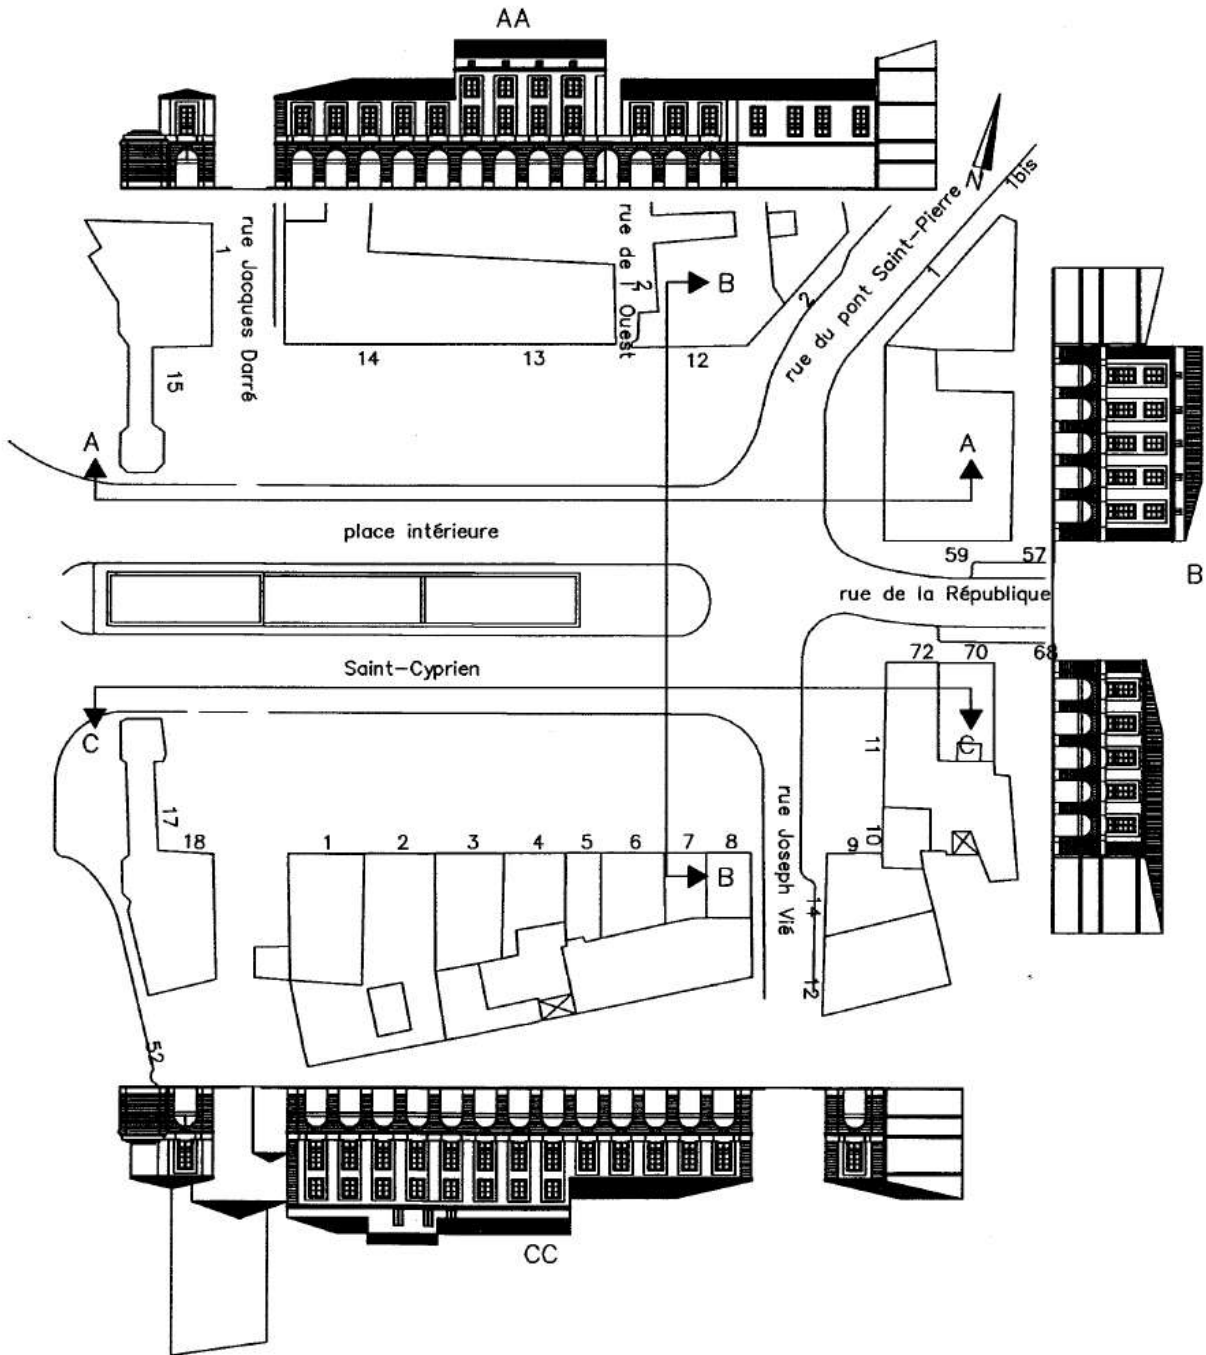 AA
rue Jacques Darré
rue de l' Ouest
rue du pont Saint-Pierre
N
1bis
1
1
2
2
B
14
13
12
15
A
A
place intérieure
59
57
B
rue de la République
72
70
68
Saint-Cyprien
C
C
11
17
18
1
2
3
4
5
6
7
8
9
10
B
rue Joseph Vié
14
12
52
CC